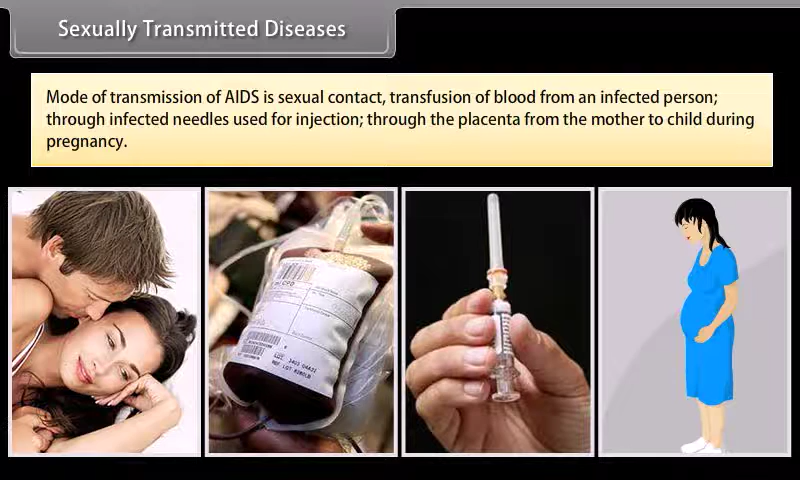 Sexually Transmitted Diseases
Mode of transmission of AIDS is sexual contact, transfusion of blood from an infected person;
through infected needles used for injection; through the placenta from the mother to child during
pregnancy.